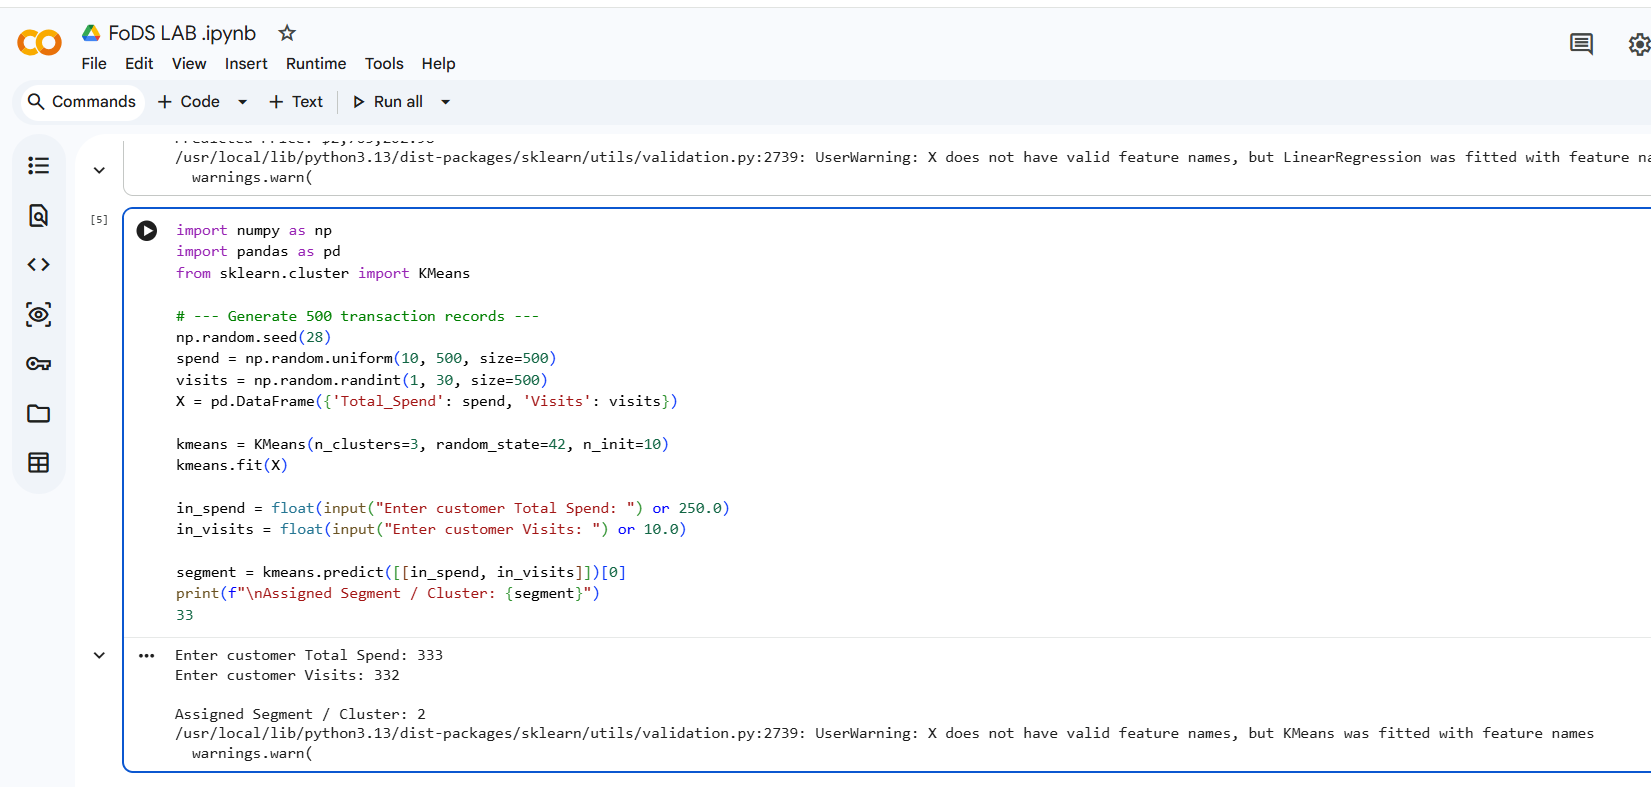 FoDS LAB .ipynb
File Edit View Insert Runtime Tools Help
Commands + Code + Text Run all
/usr/local/lib/python3.13/dist-packages/sklearn/utils/validation.py:2739: UserWarning: X does not have valid feature names, but LinearRegression was fitted with feature
warnings.warn(
[5]
import numpy as np
import pandas as pd
from sklearn.cluster import KMeans
# --- Generate 500 transaction records ---
np.random.seed(28)
spend = np.random.uniform(10, 500, size=500)
visits = np.random.randint(1, 30, size=500)
X = pd.DataFrame({'Total_Spend': spend, 'Visits': visits})
kmeans = KMeans(n_clusters=3, random_state=42, n_init=10)
kmeans.fit(X)
in_spend = float(input("Enter customer Total Spend: ") or 250.0)
in_visits = float(input("Enter customer Visits: ") or 10.0)
segment = kmeans.predict([[in_spend, in_visits]])[0]
print(f"\nAssigned Segment / Cluster: {segment}")
33
Enter customer Total Spend: 333
Enter customer Visits: 332
Assigned Segment / Cluster: 2
/usr/local/lib/python3.13/dist-packages/sklearn/utils/validation.py:2739: UserWarning: X does not have valid feature names, but KMeans was fitted with feature names
warnings.warn(